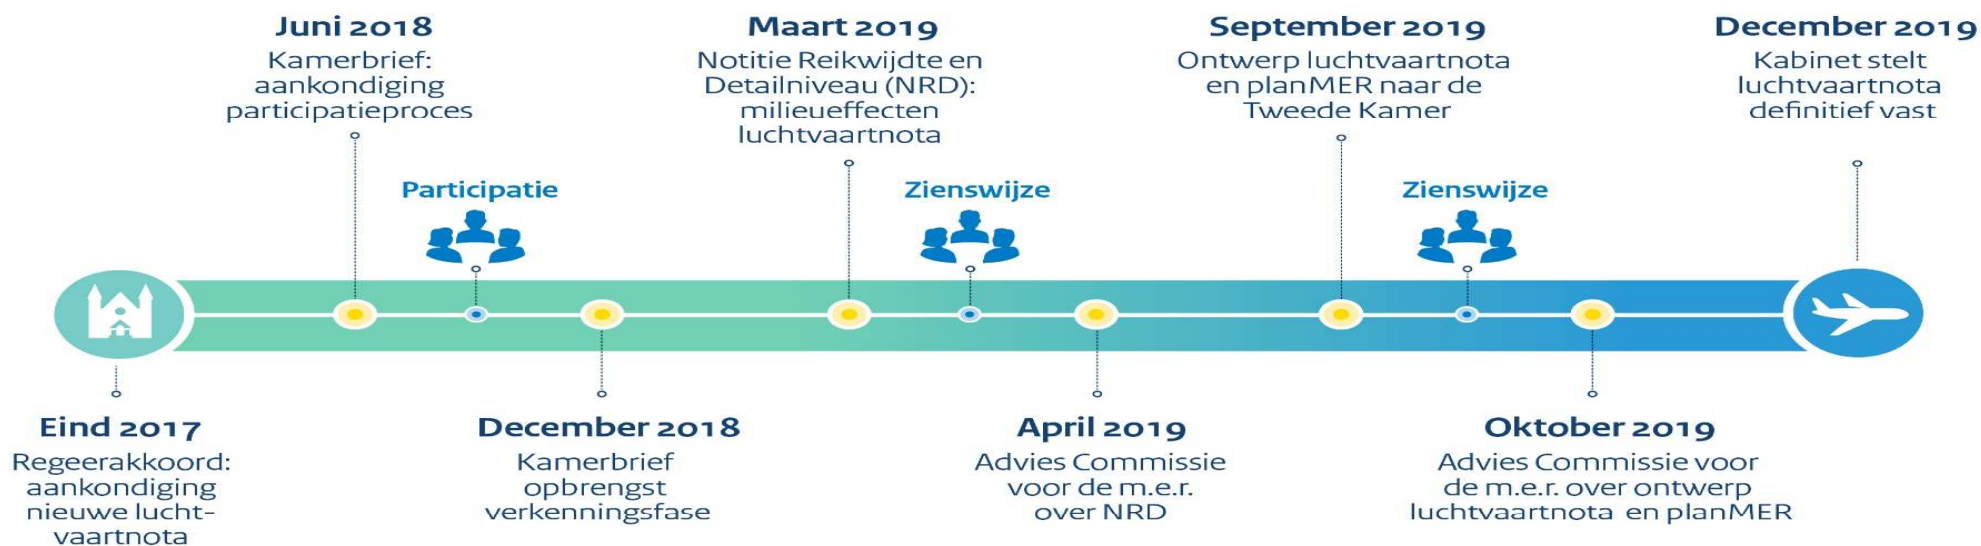 Juni 2018
Kamerbrief:
aankondiging
participatieproces
Maart 2019
Notitie Reikwijdte en
Detailniveau (NRD):
milieueffecten
luchtvaartnota
September 2019
Ontwerp luchtvaartnota
en planMER naar de
Tweede Kamer
December 2019
Kabinet stelt
luchtvaartnota
definitief vast
Participatie
Zienswijze
Zienswijze
Eind 2017
Regeerakkoord:
aankondiging
nieuwe lucht-
vaartnota
December 2018
Kamerbrief
opbrengst
verkenningsfase
April 2019
Advies Commissie
voor de m.e.r.
over NRD
Oktober 2019
Advies Commissie voor
de m.e.r. over ontwerp
luchtvaartnota en planMER